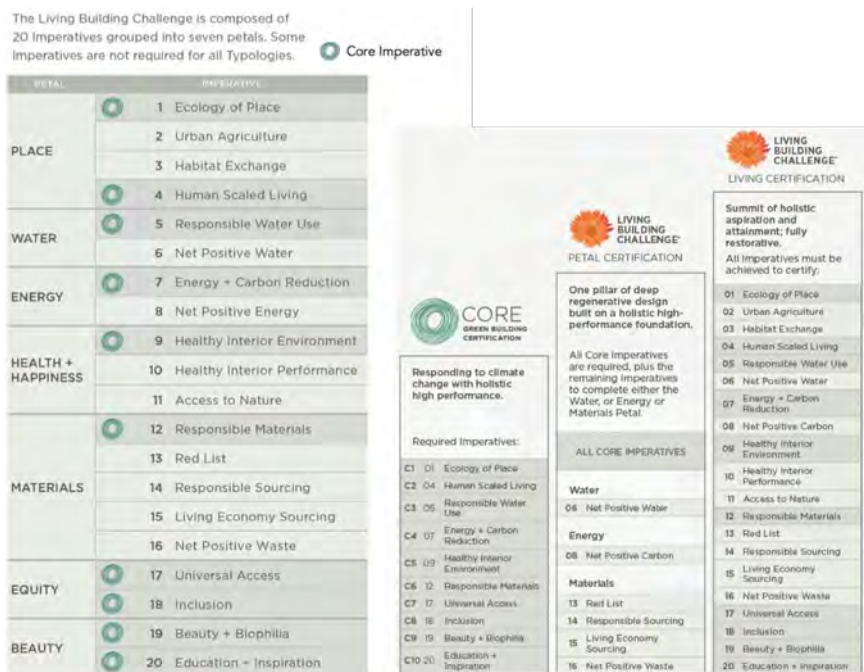 The Living Building Challenge is composed of
20 Imperatives grouped into seven petals. Some
Imperatives are not required for all Typologies.
Core Imperative
PETAL IMPERATIVE
PLACE
1 Ecology of Place
2 Urban Agriculture
3 Habitat Exchange
4 Human Scaled Living
WATER
5 Responsible Water Use
6 Net Positive Water
ENERGY
7 Energy + Carbon Reduction
8 Net Positive Energy
HEALTH +
HAPPINESS
9 Healthy Interior Environment
10 Healthy Interior Performance
11 Access to Nature
MATERIALS
12 Responsible Materials
13 Red List
14 Responsible Sourcing
15 Living Economy Sourcing
16 Net Positive Waste
EQUITY
17 Universal Access
18 Inclusion
BEAUTY
19 Beauty + Biophilia
20 Education + Inspiration
CORE
GREEN BUILDING
CERTIFICATION
Responding to climate
change with holistic
high performance.
Required Imperatives:
C1 01 Ecology of Place
C2 04 Human Scaled Living
C3 05 Responsible Water
Use
C4 07 Energy + Carbon
Reduction
C5 09 Healthy Interior
Environment
C6 12 Responsible Materials
C7 17 Universal Access
C8 18 Inclusion
C9 19 Beauty + Biophilia
C10 20 Education +
Inspiration
LIVING
BUILDING
CHALLENGE
PETAL CERTIFICATION
One pillar of deep
regenerative design
built on a holistic high-
performance foundation.
All Core Imperatives
are required, plus the
remaining Imperatives
to complete either the
Water, or Energy or
Materials Petal.
ALL CORE IMPERATIVES
Water
06 Net Positive Water
Energy
08 Net Positive Carbon
Materials
13 Red List
14 Responsible Sourcing
15 Living Economy
Sourcing
16 Net Positive Waste
LIVING
BUILDING
CHALLENGE
LIVING CERTIFICATION
Summit of holistic
aspiration and
attainment; fully
restorative.
All Imperatives must be
achieved to certify:
01 Ecology of Place
02 Urban Agriculture
03 Habitat Exchange
04 Human Scaled Living
05 Responsible Water Use
06 Net Positive Water
07 Energy + Carbon
Reduction
08 Net Positive Carbon
09 Healthy Interior
Environment
10 Healthy Interior
Performance
11 Access to Nature
12 Responsible Materials
13 Red List
14 Responsible Sourcing
15 Living Economy
Sourcing
16 Net Positive Waste
17 Universal Access
18 Inclusion
19 Beauty + Biophilia
20 Education + Inspiration